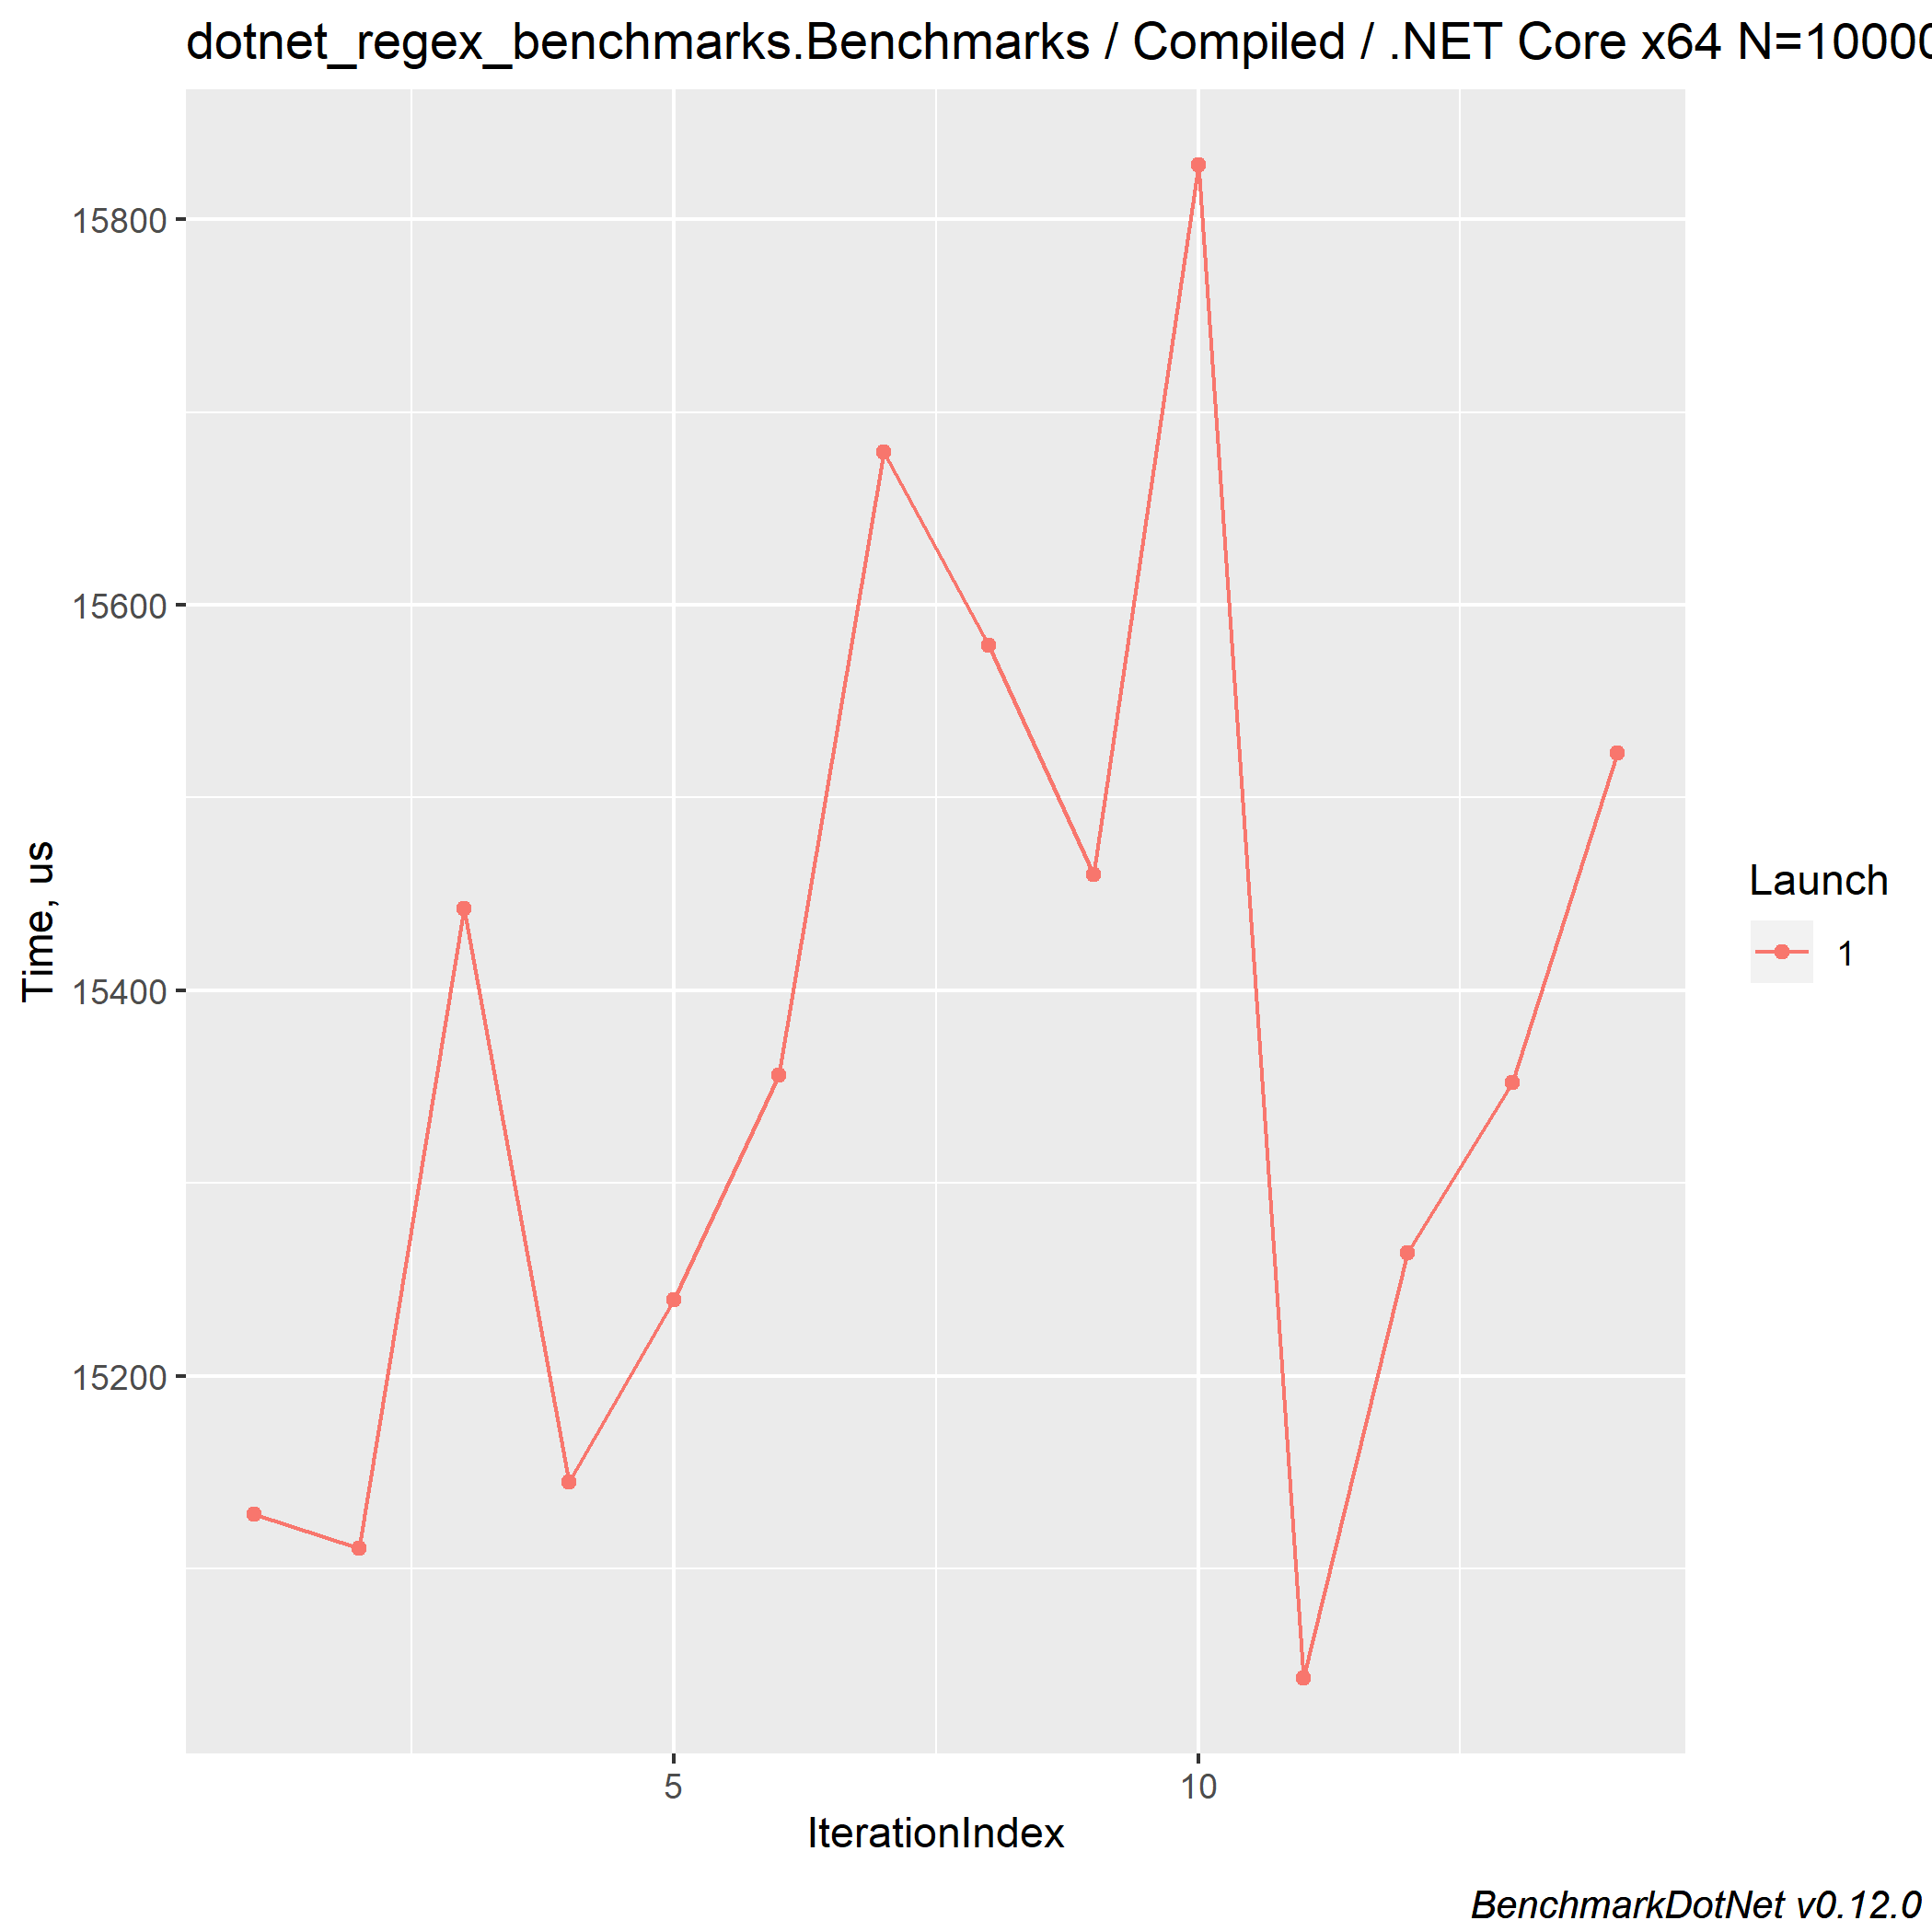 dotnet_regex_benchmarks.Benchmarks / Compiled / .NET Core x64 N=10000
15800
15600
15400
15200
Time, us
5
10
IterationIndex
Launch
1
BenchmarkDotNet v0.12.0